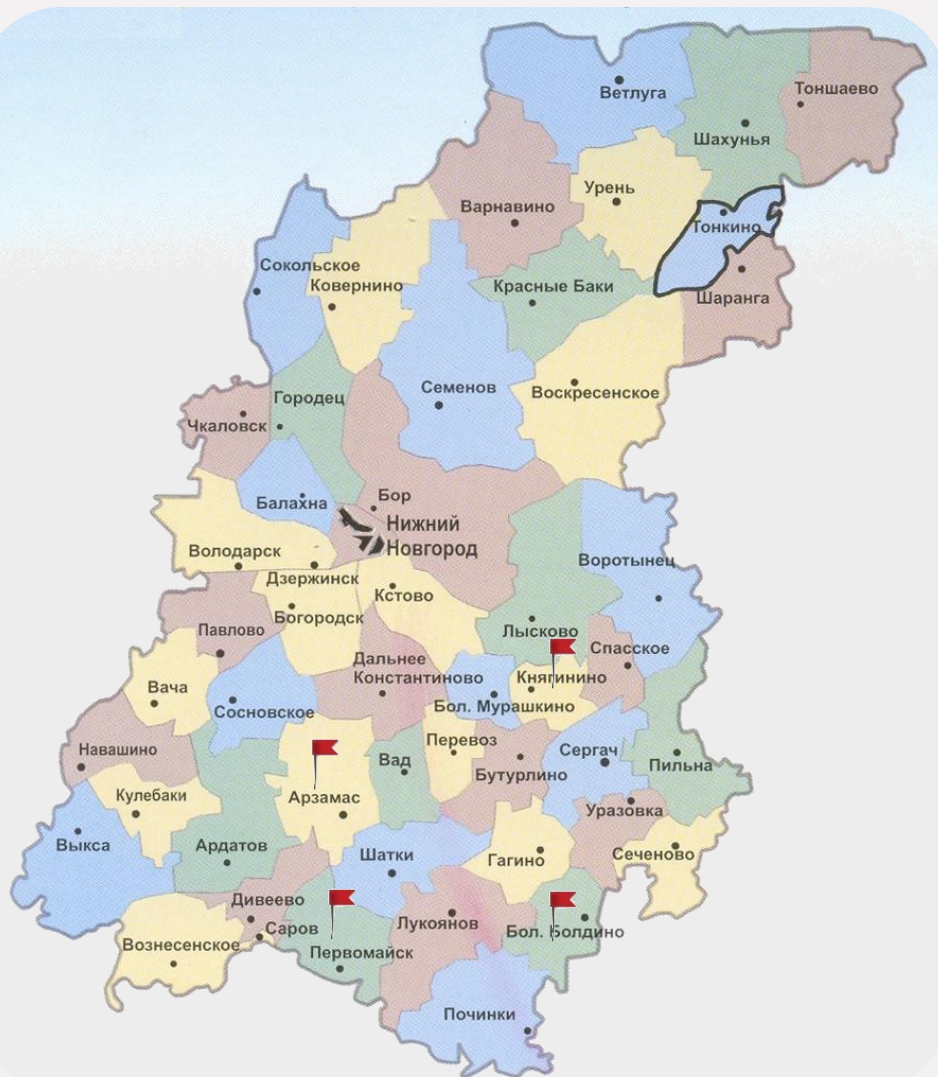 Ветлуга
Тоншаево
Шахунья
Урень
Варнавино
Тонкино
Сокольское
Ковернино
Красные Баки
Шаранга
Семенов
Воскресенское
Городец
Чкаловск
Балахна
Бор
Нижний
Новгород
Володарск
Воротынец
Дзержинск
Кстово
Богородск
Павлово
Лысково
Спасское
Дальнее
Константиново
Княгинино
Вача
Бол. Мурашкино
Сосновское
Перевоз
Навашино
Сергач
Вад
Пильна
Бутурлино
Кулебаки
Арзамас
Уразовка
Выкса
Ардатов
Шатки
Гагино
Сеченово
Дивеево
Лукоянов
Саров
Бол. Болдино
Вознесенское
Первомайск
Починки